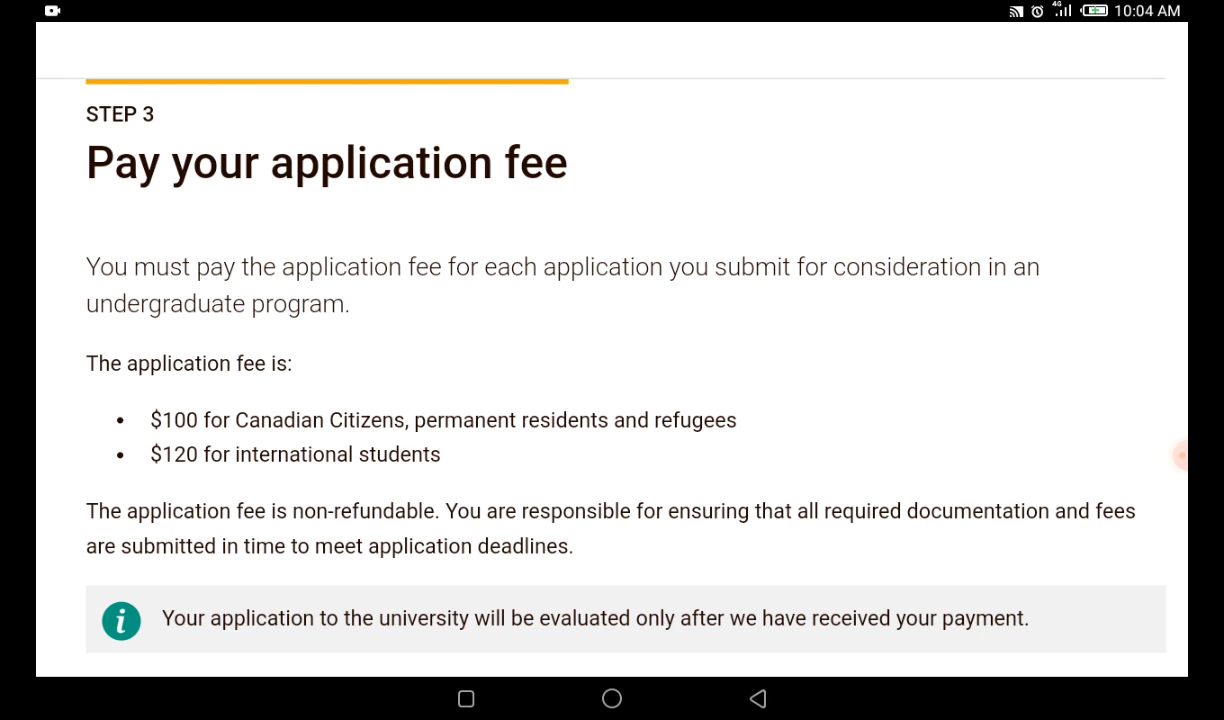 4G
10:04 AM
STEP 3
Pay your application fee
You must pay the application fee for each application you submit for consideration in an
undergraduate program.
The application fee is:
• $100 for Canadian Citizens, permanent residents and refugees
• $120 for international students
The application fee is non-refundable. You are responsible for ensuring that all required documentation and fees
are submitted in time to meet application deadlines.
i Your application to the university will be evaluated only after we have received your payment.